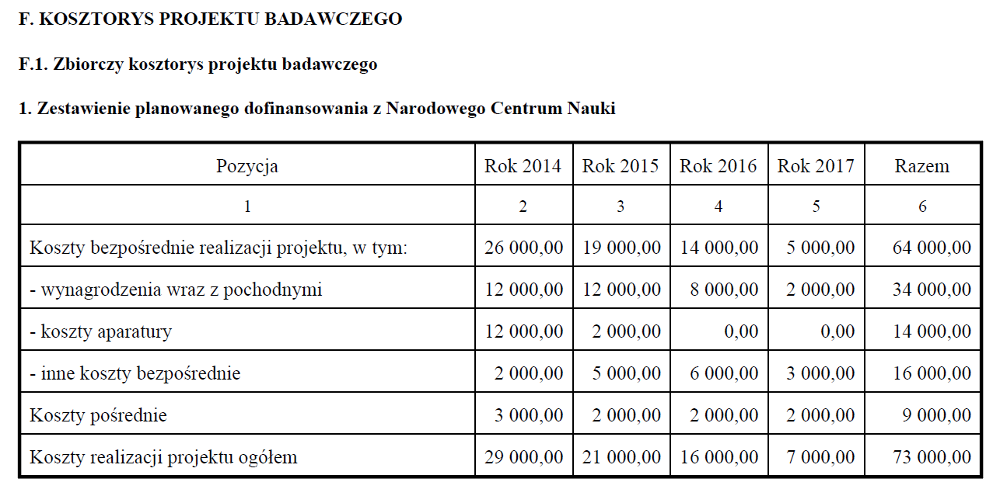 F. KOSZTORYS PROJEKTU BADAWCZEGO
F.1. Zbiorczy kosztorys projektu badawczego
1. Zestawienie planowanego dofinansowania z Narodowego Centrum Nauki
Pozycja Rok 2014 Rok 2015 Rok 2016 Rok 2017 Razem
1 2 3 4 5 6
Koszty bezpośrednie realizacji projektu, w tym: 26 000,00 19 000,00 14 000,00 5 000,00 64 000,00
- wynagrodzenia wraz z pochodnymi 12 000,00 12 000,00 8 000,00 2 000,00 34 000,00
- koszty aparatury 12 000,00 2 000,00 0,00 0,00 14 000,00
- inne koszty bezpośrednie 2 000,00 5 000,00 6 000,00 3 000,00 16 000,00
Koszty pośrednie 3 000,00 2 000,00 2 000,00 2 000,00 9 000,00
Koszty realizacji projektu ogółem 29 000,00 21 000,00 16 000,00 7 000,00 73 000,00